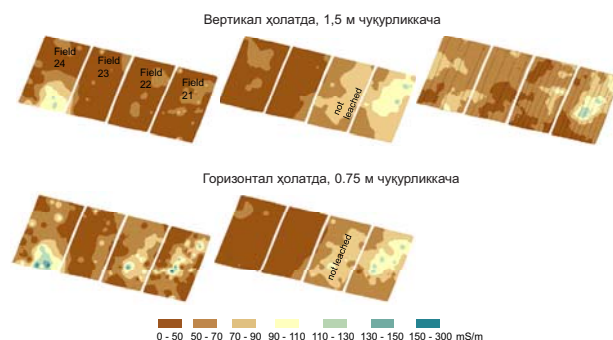 Вертикал ҳолатда, 1,5 м чуқурликкача
Field
24
Field
23
Field
22
Field
21
not
leached
Горизонтал ҳолатда, 0.75 м чуқурликкача
not leached
0 - 50 50 - 70 70 - 90 90 - 110 110 - 130 130 - 150 150 - 300 mS/m